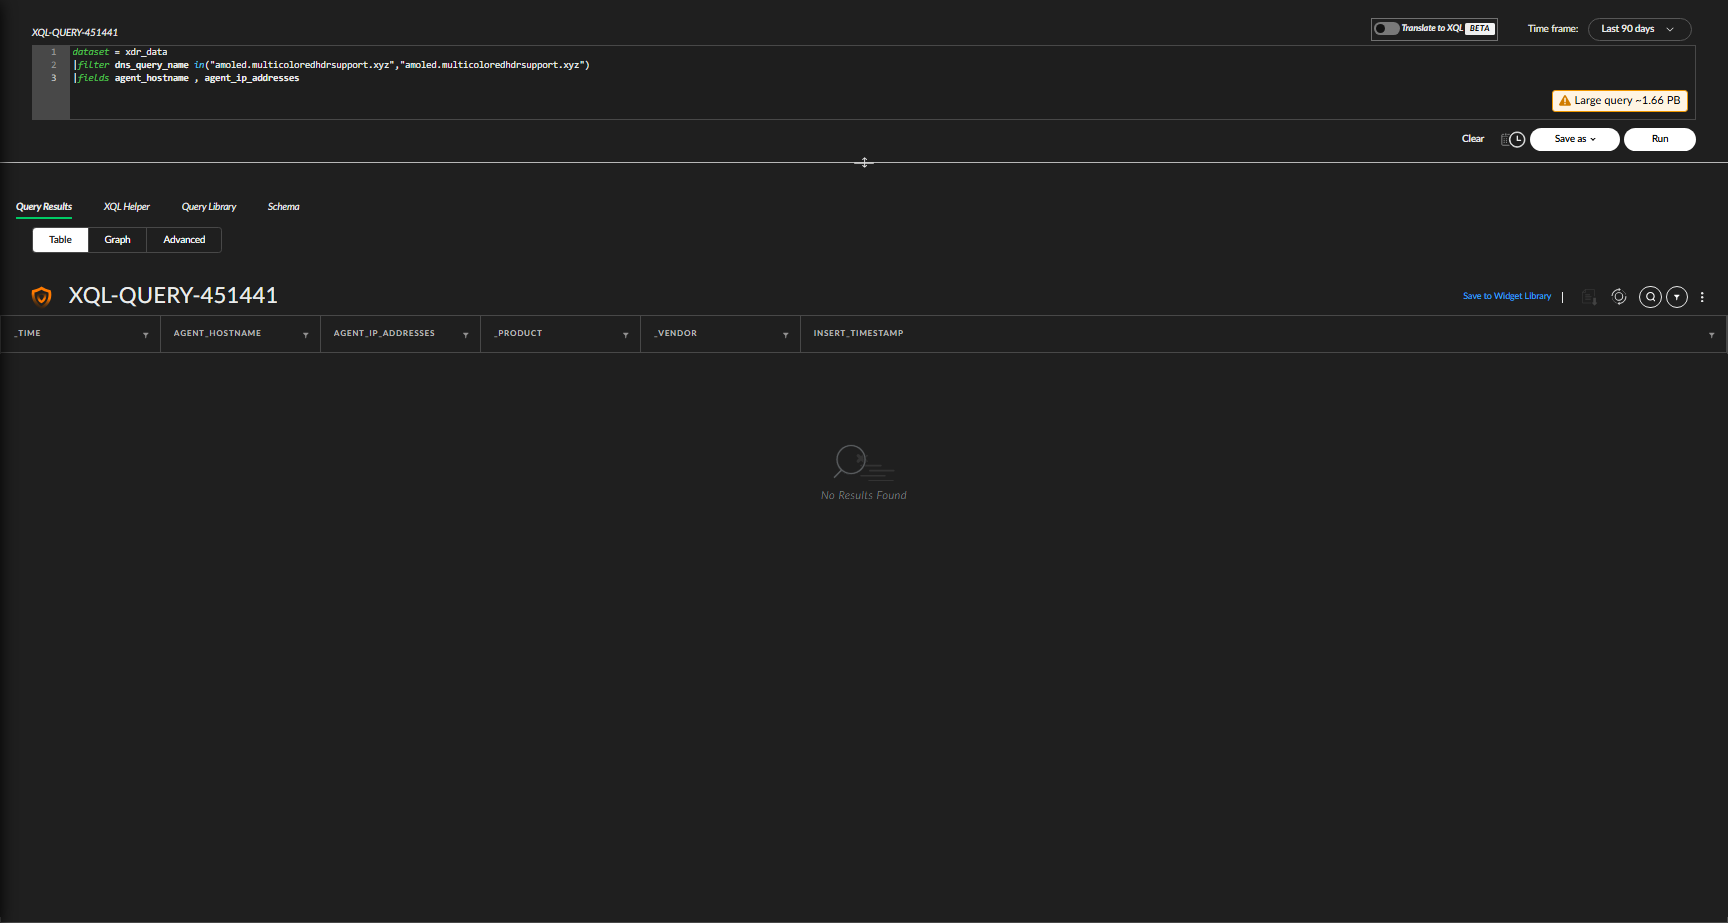 XQL-QUERY-451441
Translate to XQL BETA
Time frame: Last 90 days
1 dataset = xdr_data
2 |filter dns_query_name in("amoled.multicoloredhdrsupport.xyz","amoled.multicoloredhdrsupport.xyz")
3 |fields agent_hostname , agent_ip_addresses
Large query ~1.66 PB
Clear Save as Run
Query Results XQL Helper Query Library Schema
Table Graph Advanced
XQL-QUERY-451441
Save to Widget Library
_TIME AGENT_HOSTNAME AGENT_IP_ADDRESSES _PRODUCT _VENDOR INSERT_TIMESTAMP
No Results Found